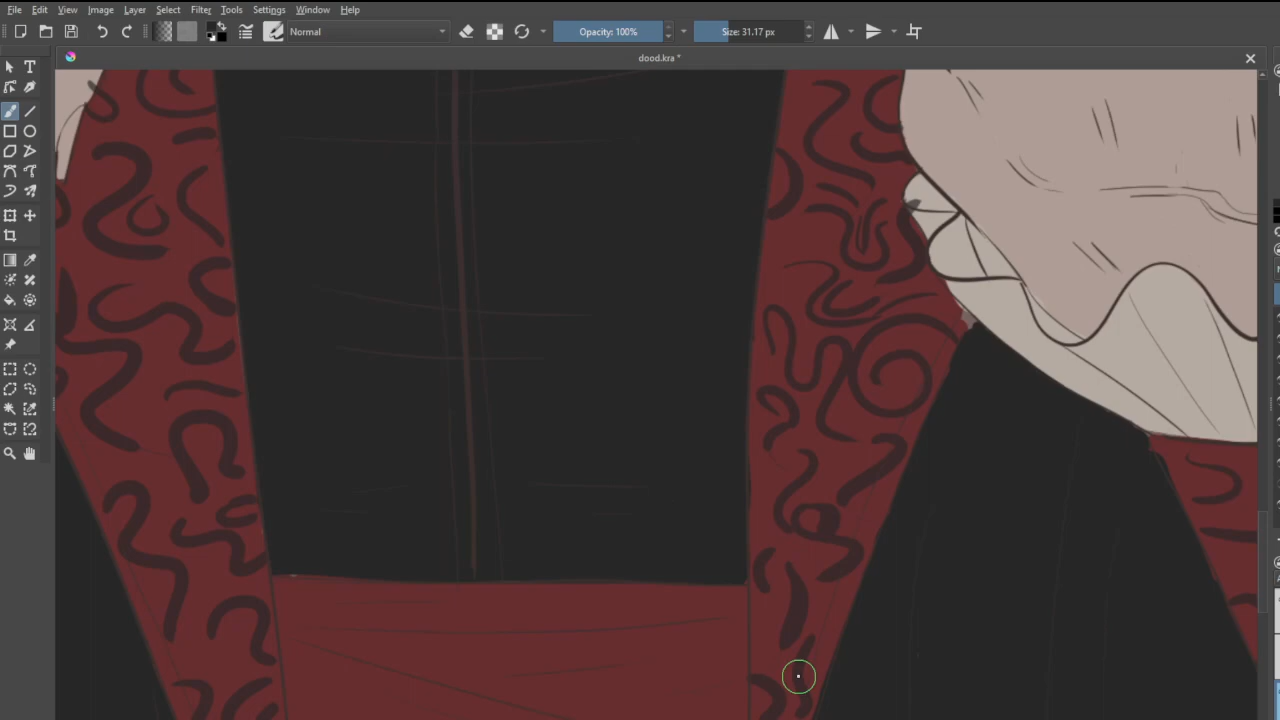 File Edit View Image Layer Select Filter Tools Settings Window Help
Normal Opacity: 100% Size: 31.17 px
dood.kra *